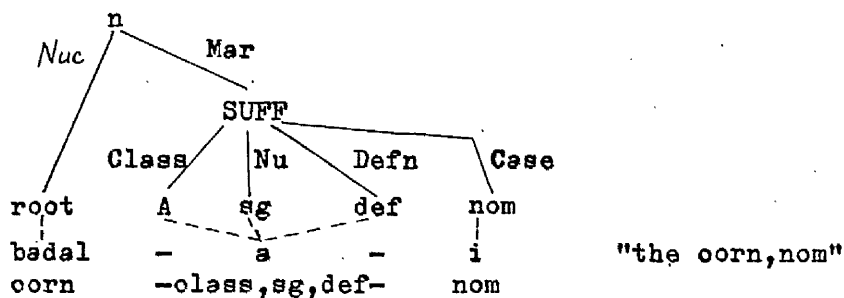 n
Nuc Mar
SUFF
Class Nu Defn Case
root A sg def nom
badal - a - i "the corn,nom"
corn -class,sg,def- nom